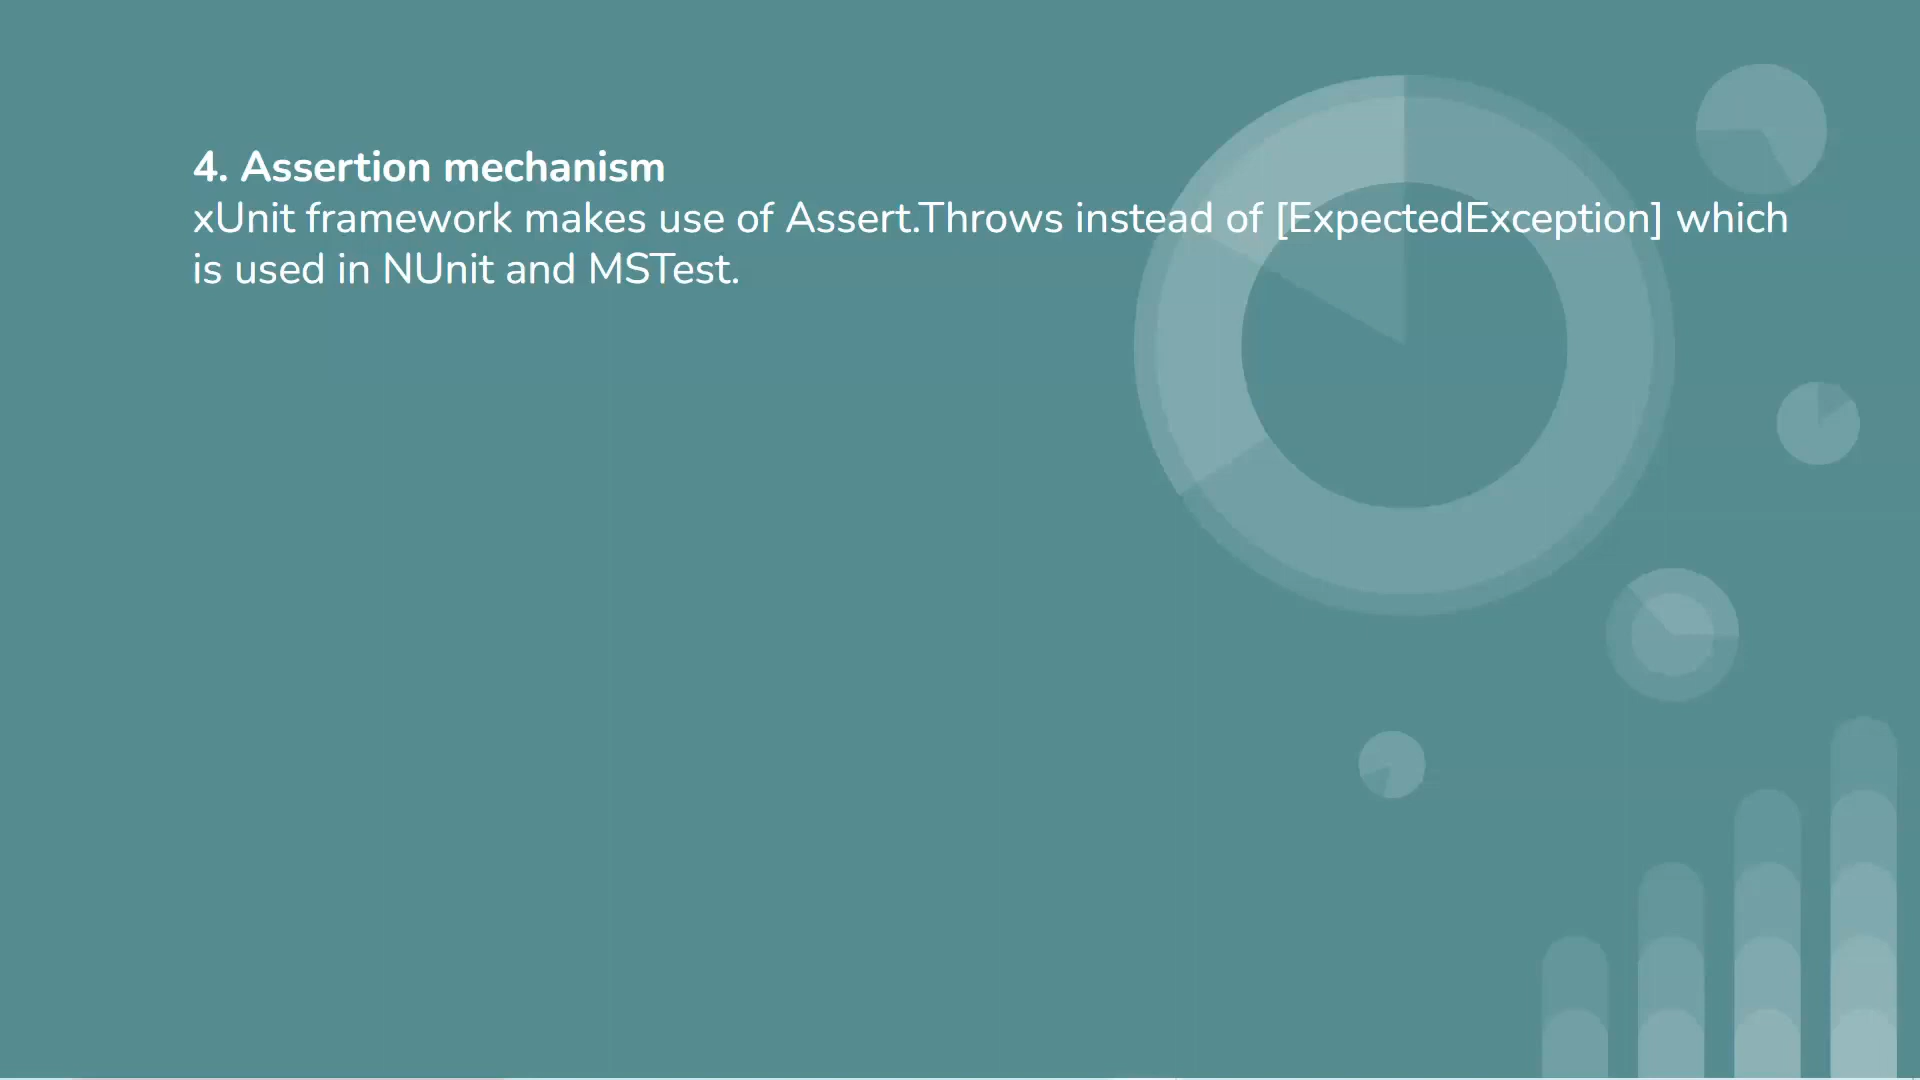 4. Assertion mechanism
xUnit framework makes use of Assert.Throws instead of [ExpectedException] which
is used in NUnit and MSTest.